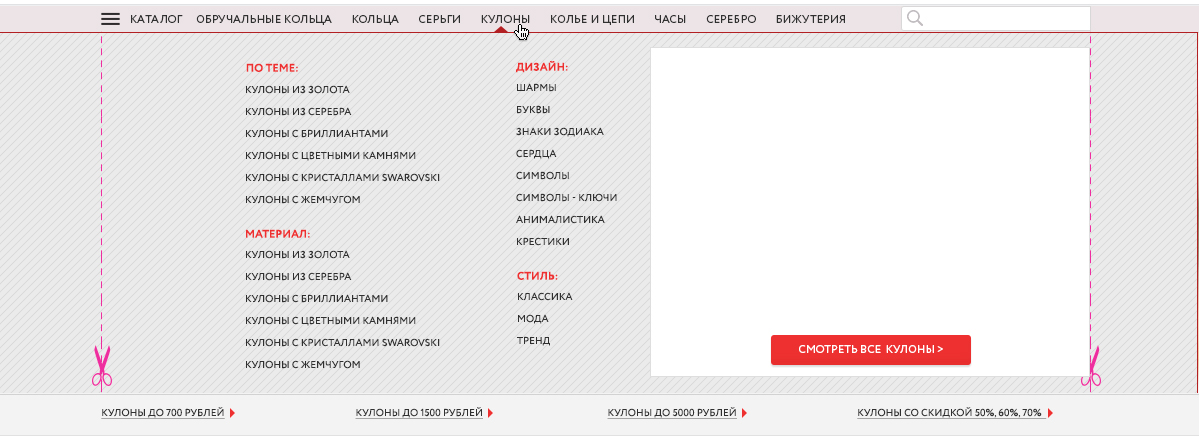 КАТАЛОГ ОБРУЧАЛЬНЫЕ КОЛЬЦА КОЛЬЦА СЕРЬГИ КУЛОНЫ КОЛЬЕ И ЦЕПИ ЧАСЫ СЕРЕБРО БИЖУТЕРИЯ
ПО ТЕМЕ:
КУЛОНЫ ИЗ ЗОЛОТА
КУЛОНЫ ИЗ СЕРЕБРА
КУЛОНЫ С БРИЛЛИАНТАМИ
КУЛОНЫ С ЦВЕТНЫМИ КАМНЯМИ
КУЛОНЫ С КРИСТАЛЛАМИ SWAROVSKI
КУЛОНЫ С ЖЕМЧУГОМ
МАТЕРИАЛ:
КУЛОНЫ ИЗ ЗОЛОТА
КУЛОНЫ ИЗ СЕРЕБРА
КУЛОНЫ С БРИЛЛИАНТАМИ
КУЛОНЫ С ЦВЕТНЫМИ КАМНЯМИ
КУЛОНЫ С КРИСТАЛЛАМИ SWAROVSKI
КУЛОНЫ С ЖЕМЧУГОМ
ДИЗАЙН:
ШАРМЫ
БУКВЫ
ЗНАКИ ЗОДИАКА
СЕРДЦА
СИМВОЛЫ
СИМВОЛЫ - КЛЮЧИ
АНИМАЛИСТИКА
КРЕСТИКИ
СТИЛЬ:
КЛАССИКА
МОДА
ТРЕНД
СМОТРЕТЬ ВСЕ КУЛОНЫ >
КУЛОНЫ ДО 700 РУБЛЕЙ КУЛОНЫ ДО 1500 РУБЛЕЙ КУЛОНЫ ДО 5000 РУБЛЕЙ КУЛОНЫ СО СКИДКОЙ 50%, 60%, 70%